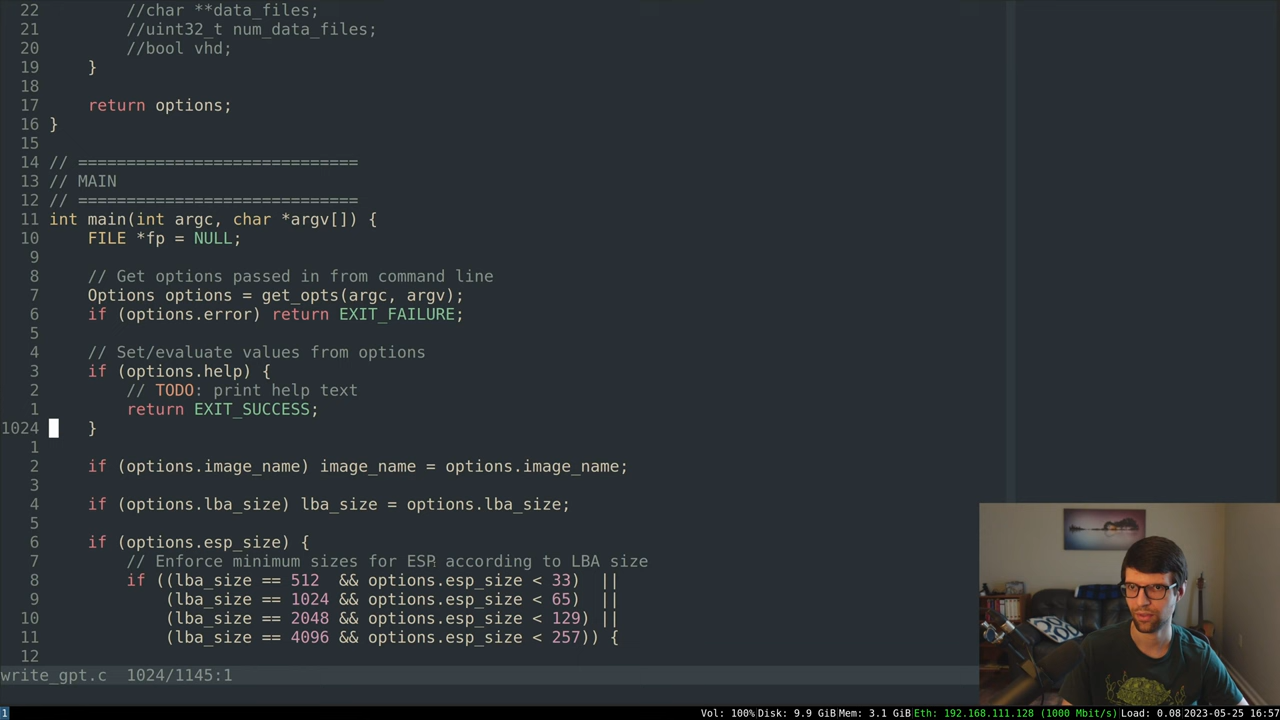 22         //char **data_files;
21         //uint32_t num_data_files;
20         //bool vhd;
19     }
18
17     return options;
16 }
15
14 // =============================
13 // MAIN
12 // =============================
11 int main(int argc, char *argv[]) {
10     FILE *fp = NULL;
9
8     // Get options passed in from command line
7     Options options = get_opts(argc, argv);
6     if (options.error) return EXIT_FAILURE;
5
4     // Set/evaluate values from options
3     if (options.help) {
2         // TODO: print help text
1         return EXIT_SUCCESS;
1024     }
1
2     if (options.image_name) image_name = options.image_name;
3
4     if (options.lba_size) lba_size = options.lba_size;
5
6     if (options.esp_size) {
7         // Enforce minimum sizes for ESP according to LBA size
8         if ((lba_size == 512  && options.esp_size < 33)  ||
9             (lba_size == 1024 && options.esp_size < 65)  ||
10             (lba_size == 2048 && options.esp_size < 129) ||
11             (lba_size == 4096 && options.esp_size < 257)) {
12
write_gpt.c  1024/1145:1
1 Vol: 100% Disk: 9.9 GiB Mem: 3.1 GiB Eth: 192.168.111.128 (1000 Mbit/s) Load: 0.08 2023-05-25 16:57